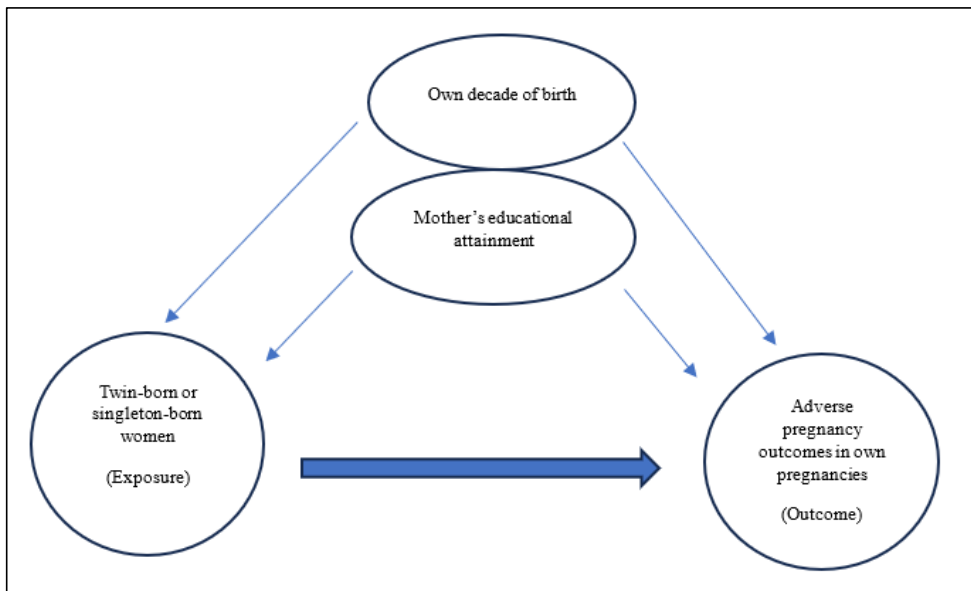 Own decade of birth
Mother’s educational
attainment
Twin-born or
singleton-born
women
(Exposure)
Adverse
pregnancy
outcomes in own
pregnancies
(Outcome)